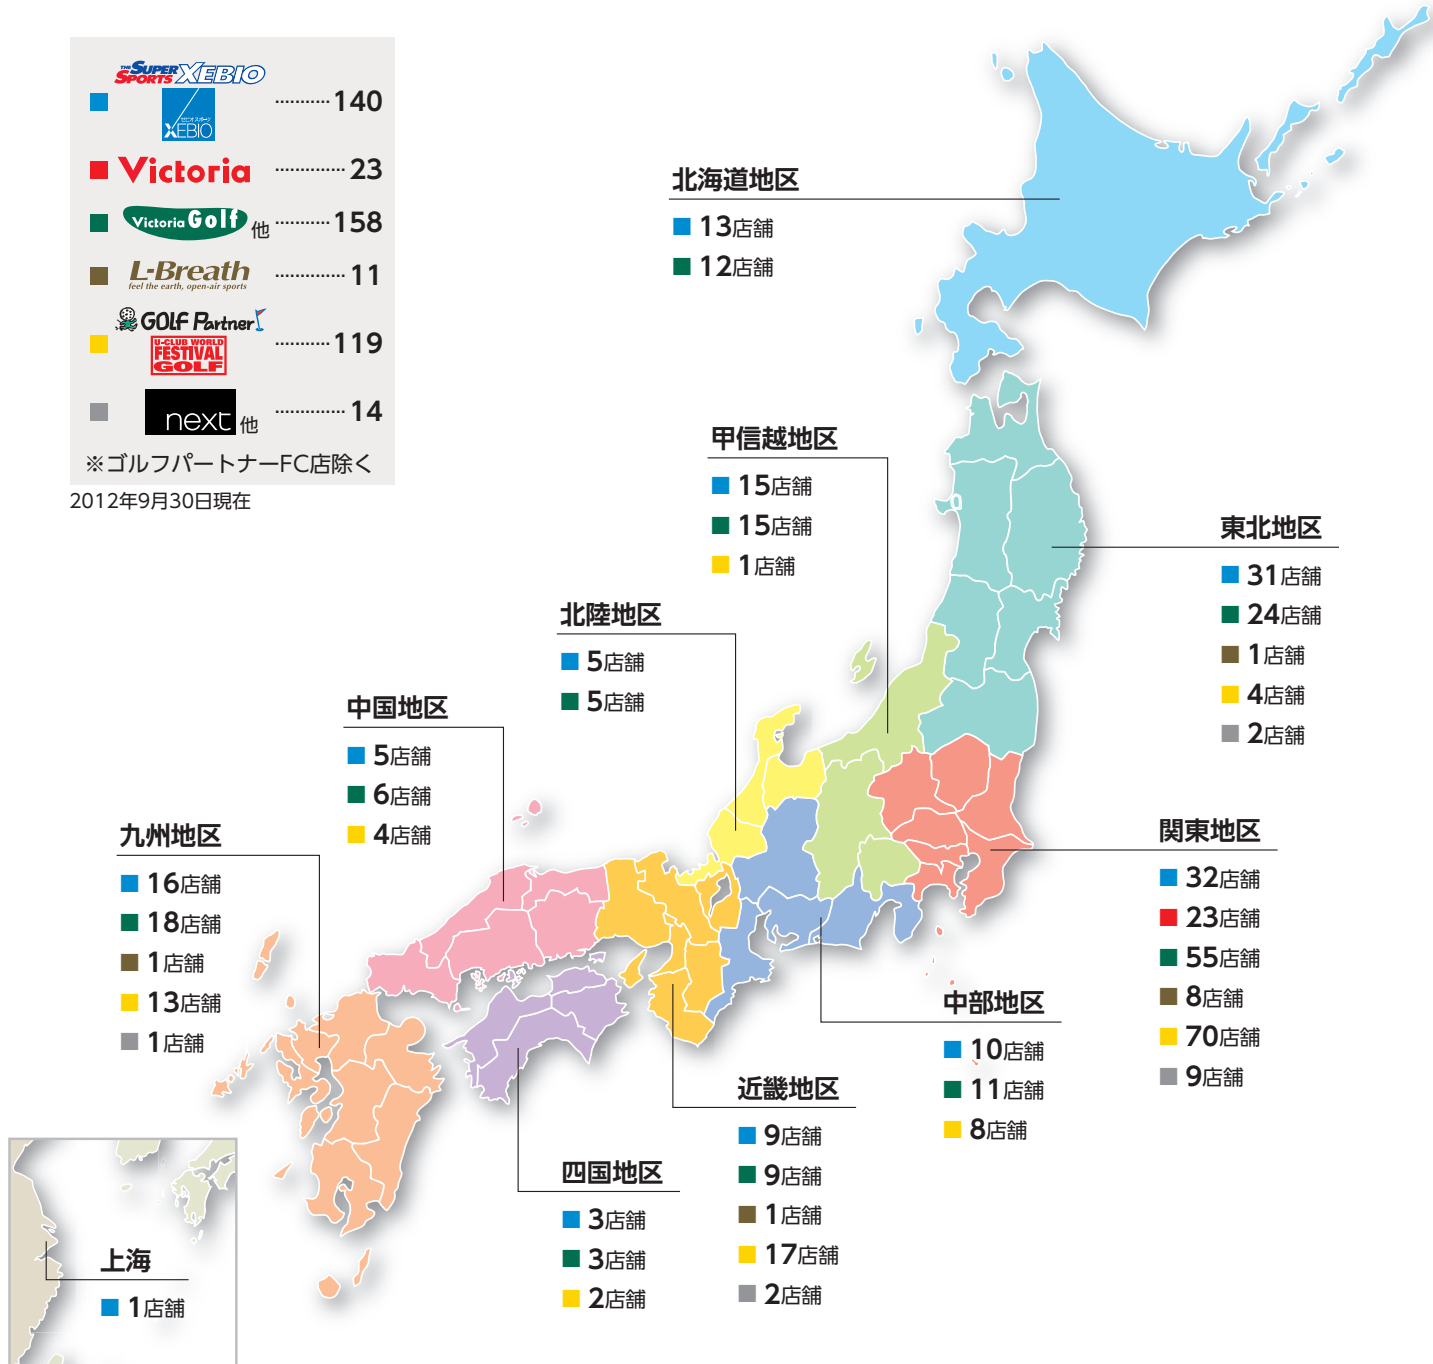 THE SUPER SPORTS XEBIO
ゼビオスポーツ
XEBIO
140
Victoria
23
Victoria Golf 他
158
L-Breath
feel the earth, open-air sports
11
GOLF Partner
U-CLUB WORLD
FESTIVAL
GOLF
119
next 他
14
※ゴルフパートナーFC店除く
2012年9月30日現在
北海道地区
13店舗
12店舗
甲信越地区
15店舗
15店舗
1店舗
東北地区
31店舗
24店舗
1店舗
4店舗
2店舗
北陸地区
5店舗
5店舗
中国地区
5店舗
6店舗
4店舗
九州地区
16店舗
18店舗
1店舗
13店舗
1店舗
関東地区
32店舗
23店舗
55店舗
8店舗
70店舗
9店舗
中部地区
10店舗
11店舗
8店舗
近畿地区
9店舗
9店舗
1店舗
17店舗
2店舗
四国地区
3店舗
3店舗
2店舗
上海
1店舗